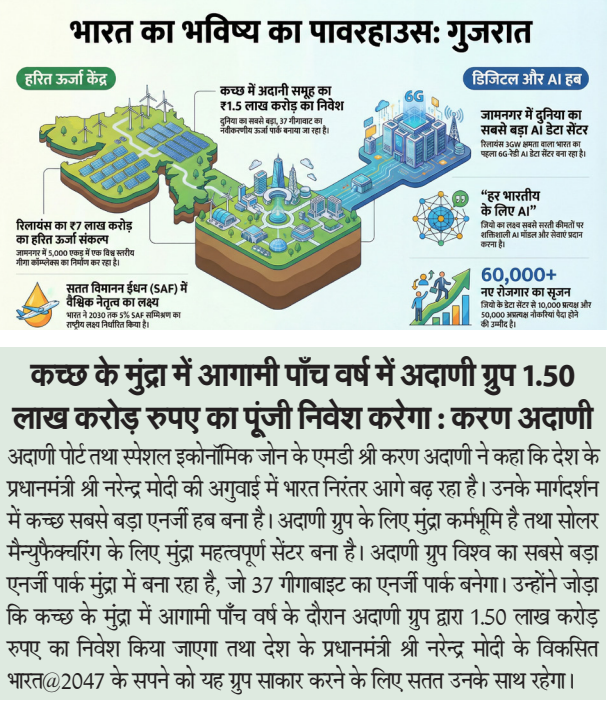 भारत का भविष्य का पावरहाउस: गुजरात
हरित ऊर्जा केंद्र
कच्छ में अदानी समूह का
₹1.5 लाख करोड़ का निवेश
दुनिया का सबसे बड़ा, 37 गीगावाट का
नवीकरणीय ऊर्जा पार्क बनाया जा रहा है।
रिलायंस का ₹7 लाख करोड़
का हरित ऊर्जा संकल्प
जामनगर में 5,000 एकड़ में एक विश्व स्तरीय
गीगा कॉम्प्लेक्स का निर्माण कर रहा है।
सतत विमानन ईंधन (SAF) में
वैश्विक नेतृत्व का लक्ष्य
भारत ने 2030 तक 5% SAF सम्मिश्रण का
राष्ट्रीय लक्ष्य निर्धारित किया है।
6G
डिजिटल और AI हब
जामनगर में दुनिया का
सबसे बड़ा AI डेटा सेंटर
रिलायंस 3GW क्षमता वाला भारत का
पहला 6G-रेडी AI डेटा सेंटर बन रहा है।
“हर भारतीय
के लिए AI”
जियो का लक्ष्य सबसे सस्ती कीमतों पर
शक्तिशाली AI मॉडल और सेवाएं प्रदान
करना है।
60,000+
नए रोजगार का सृजन
जियो के डेटा सेंटर से 10,000 प्रत्यक्ष और
50,000 अप्रत्यक्ष नौकरियां पैदा होने
की उम्मीद है।
कच्छ के मुंद्रा में आगामी पाँच वर्ष में अदाणी ग्रुप 1.50
लाख करोड़ रुपए का पूंजी निवेश करेगा : करण अदाणी
अदाणी पोर्ट तथा स्पेशल इकोनॉमिक जोन के एमडी श्री करण अदाणी ने कहा कि देश के
प्रधानमंत्री श्री नरेन्द्र मोदी की अगुवाई में भारत निरंतर आगे बढ़ रहा है। उनके मार्गदर्शन
में कच्छ सबसे बड़ा एनर्जी हब बना है। अदाणी ग्रुप के लिए मुंद्रा कर्मभूमि है तथा सोलर
मैन्युफैक्चरिंग के लिए मुंद्रा महत्वपूर्ण सेंटर बना है। अदाणी ग्रुप विश्व का सबसे बड़ा
एनर्जी पार्क मुंद्रा में बना रहा है, जो 37 गीगाबाइट का एनर्जी पार्क बनेगा। उन्होंने जोड़ा
कि कच्छ के मुंद्रा में आगामी पाँच वर्ष के दौरान अदाणी ग्रुप द्वारा 1.50 लाख करोड़
रुपए का निवेश किया जाएगा तथा देश के प्रधानमंत्री श्री नरेन्द्र मोदी के विकसित
भारत@2047 के सपने को यह ग्रुप साकार करने के लिए सतत उनके साथ रहेगा।